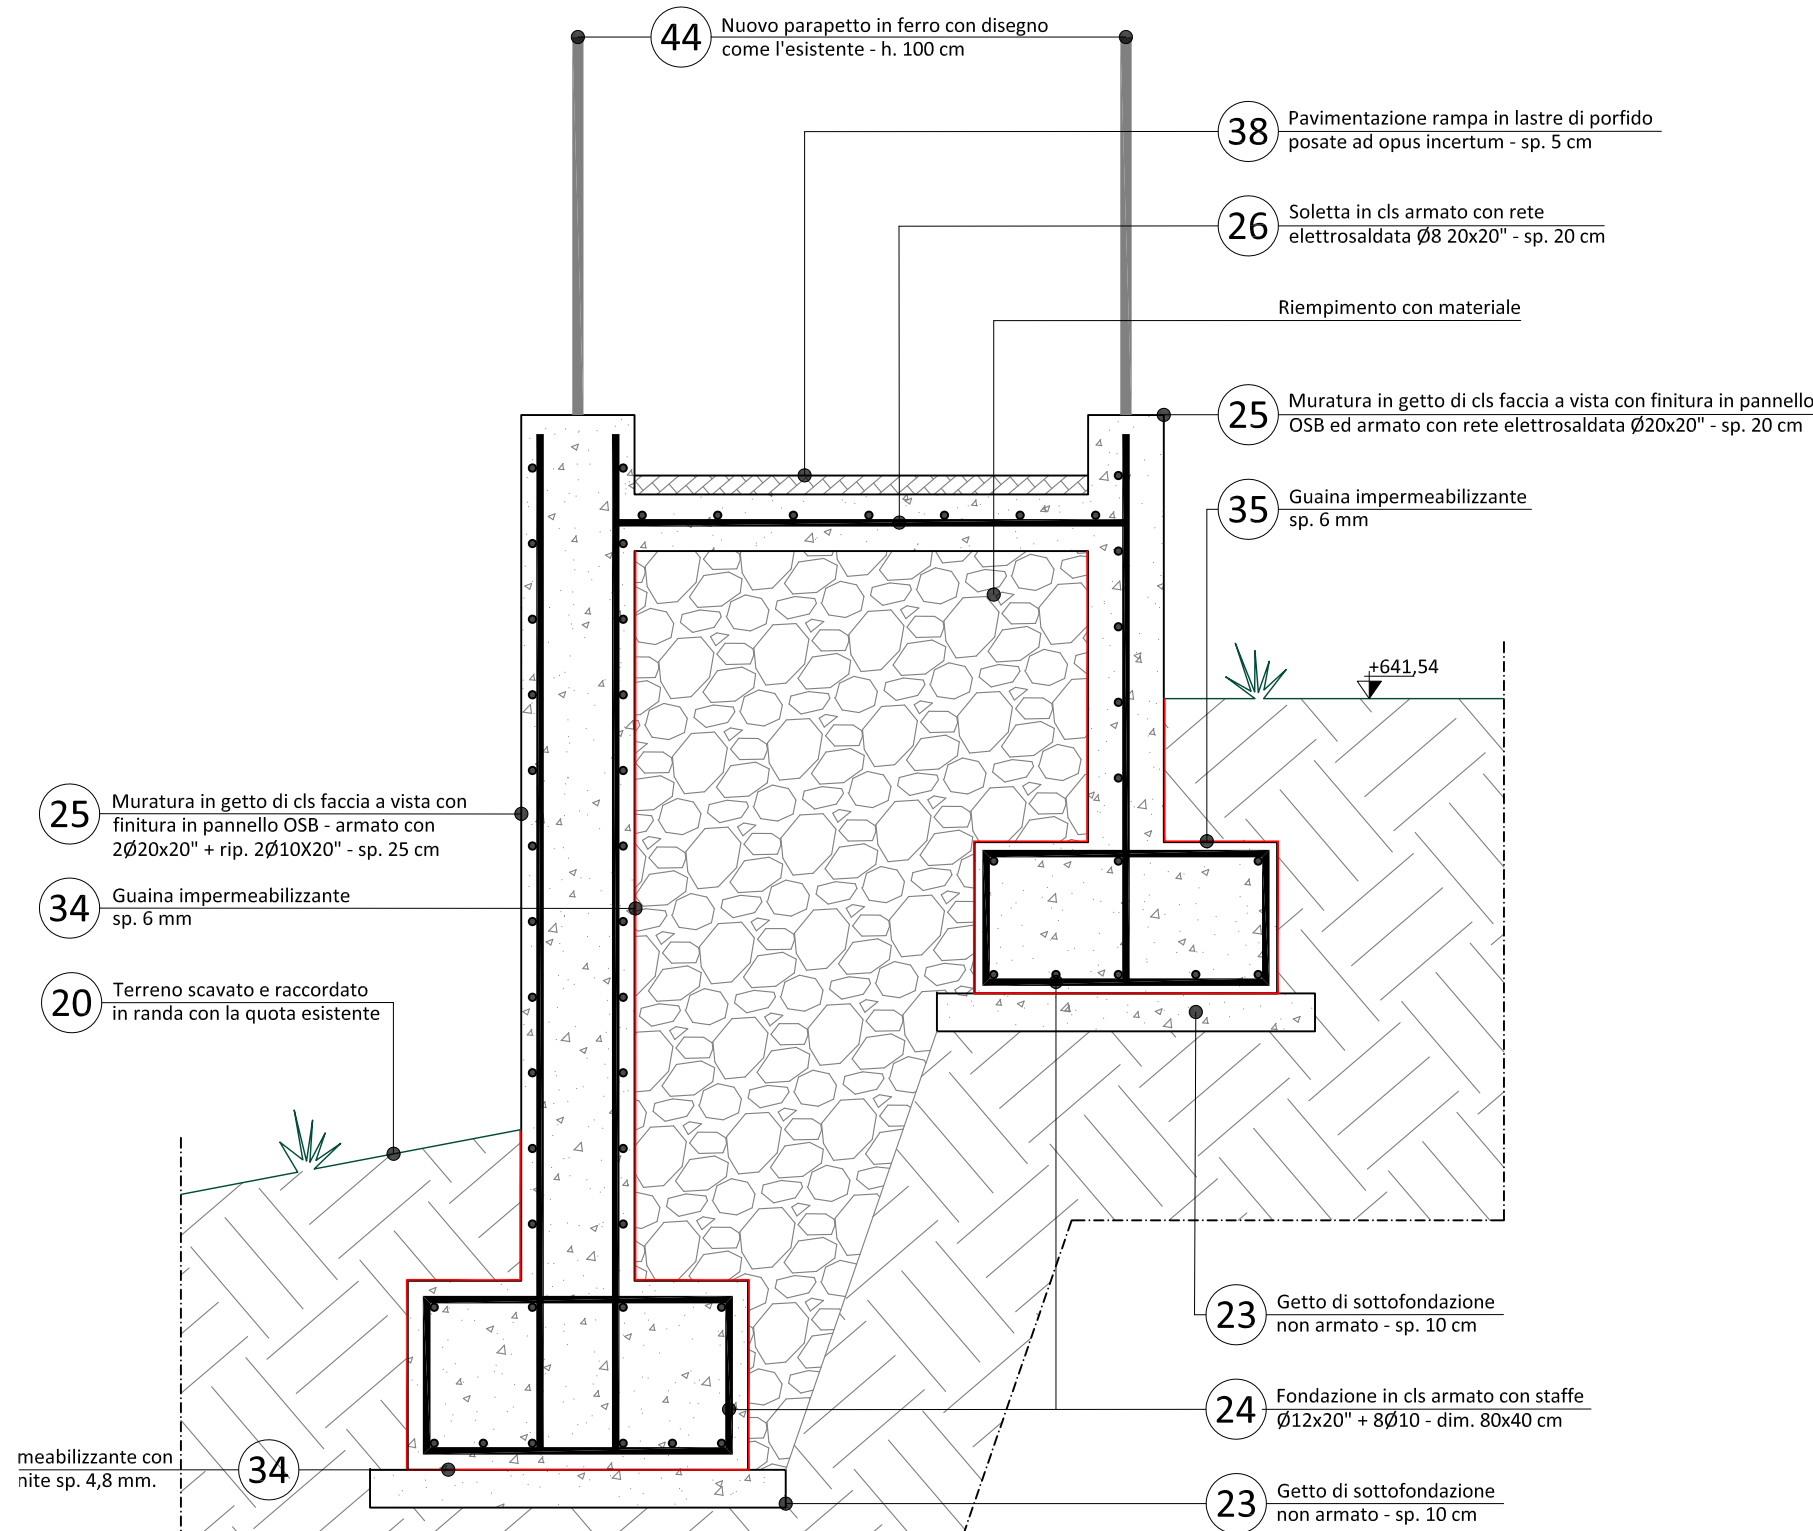 44
Nuovo parapetto in ferro con disegno
come l'esistente - h. 100 cm
38
Pavimentazione rampa in lastre di porfido
posate ad opus incertum - sp. 5 cm
26
Soletta in cls armato con rete
elettrosaldata Ø8 20x20" - sp. 20 cm
Riempimento con materiale
25
Muratura in getto di cls faccia a vista con finitura in pannello
OSB ed armato con rete elettrosaldata Ø20x20" - sp. 20 cm
35
Guaina impermeabilizzante
sp. 6 mm
+641,54
25
Muratura in getto di cls faccia a vista con
finitura in pannello OSB - armato con
2Ø20x20" + rip. 2Ø10X20" - sp. 25 cm
34
Guaina impermeabilizzante
sp. 6 mm
20
Terreno scavato e raccordato
in randa con la quota esistente
23
Getto di sottofondazione
non armato - sp. 10 cm
24
Fondazione in cls armato con staffe
Ø12x20" + 8Ø10 - dim. 80x40 cm
meabilizzante con
nite sp. 4,8 mm.
34
23
Getto di sottofondazione
non armato - sp. 10 cm